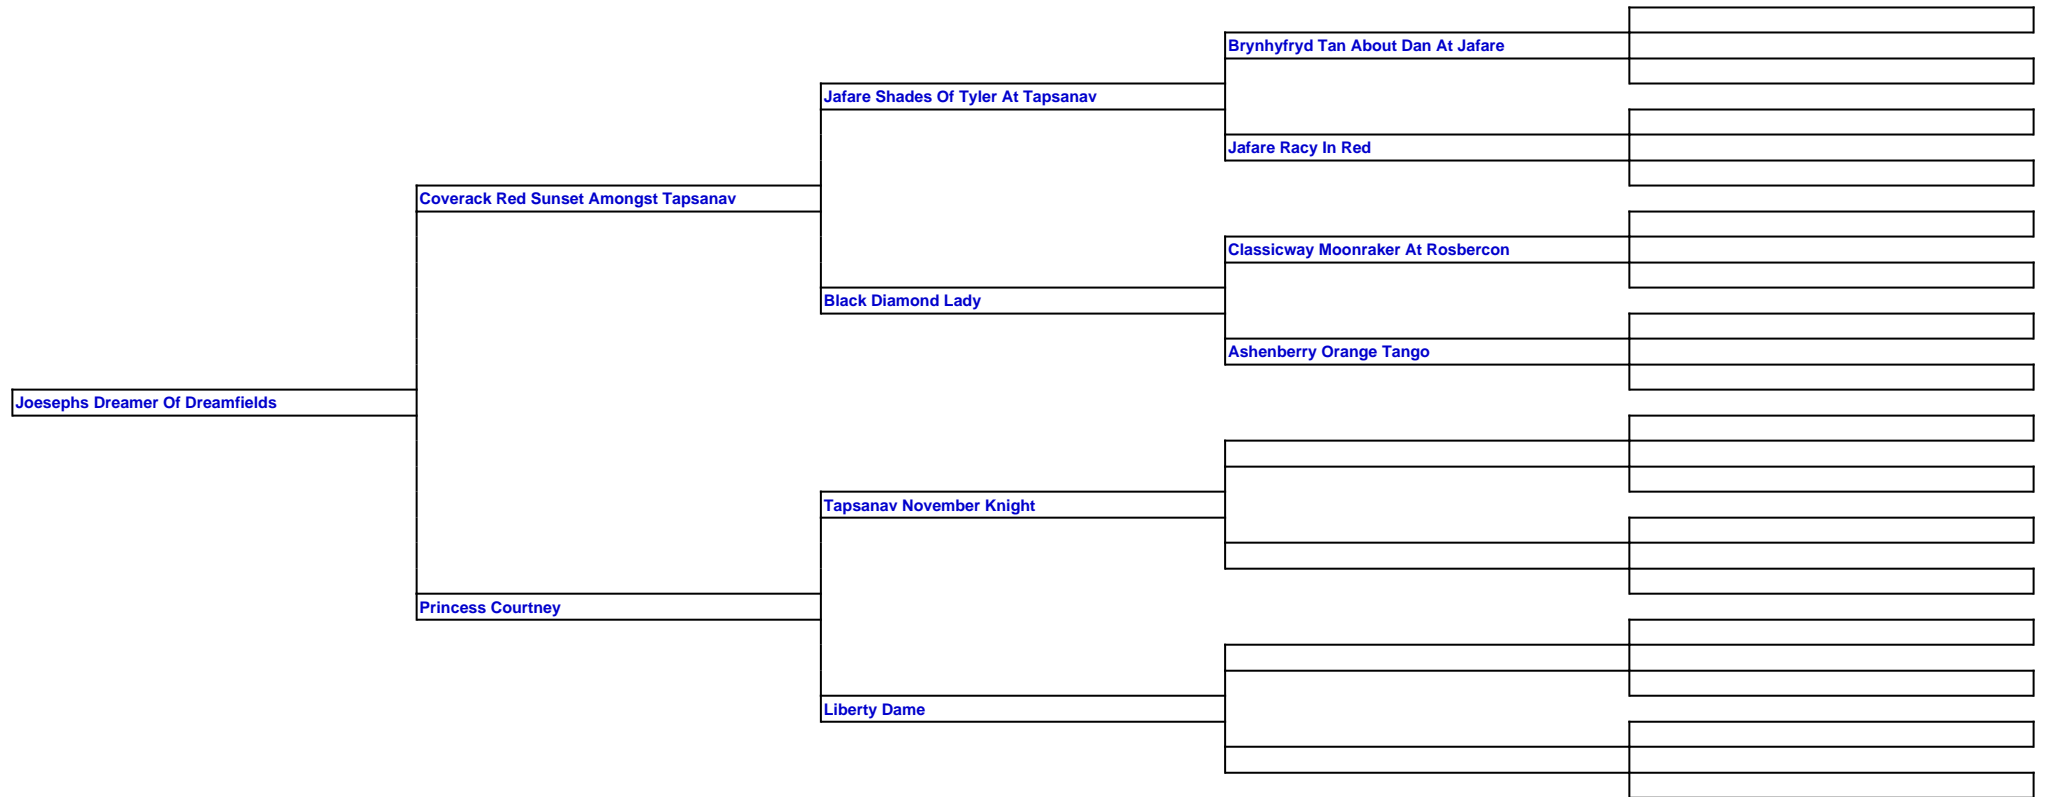 Brynhyfryd Tan About Dan At Jafare
Jafare Shades Of Tyler At Tapsanav
Jafare Racy In Red
Coverack Red Sunset Amongst Tapsanav
Classicway Moonraker At Rosbercon
Black Diamond Lady
Ashenberry Orange Tango
Joesephs Dreamer Of Dreamfields
Tapsanav November Knight
Princess Courtney
Liberty Dame